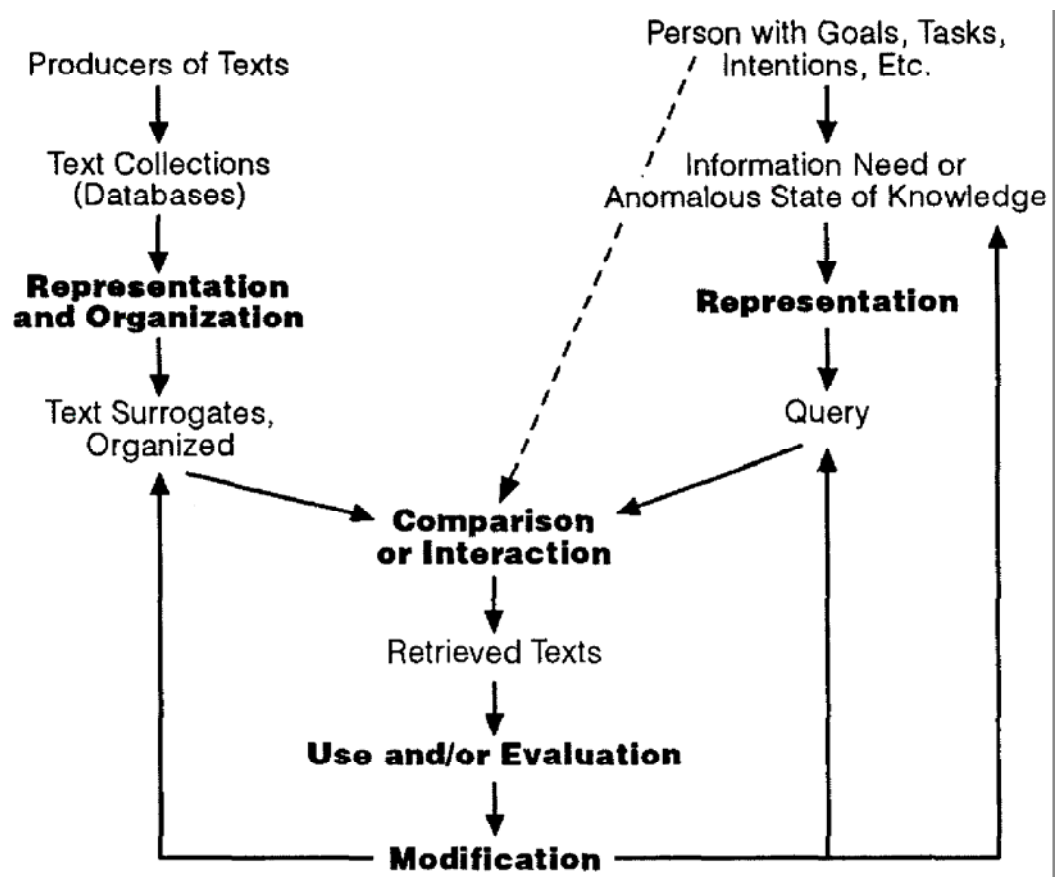 Producers of Texts
Text Collections
(Databases)
Representation
and Organization
Text Surrogates,
Organized
Person with Goals, Tasks,
Intentions, Etc.
Information Need or
Anomalous State of Knowledge
Representation
Query
Comparison
or Interaction
Retrieved Texts
Use and/or Evaluation
Modification